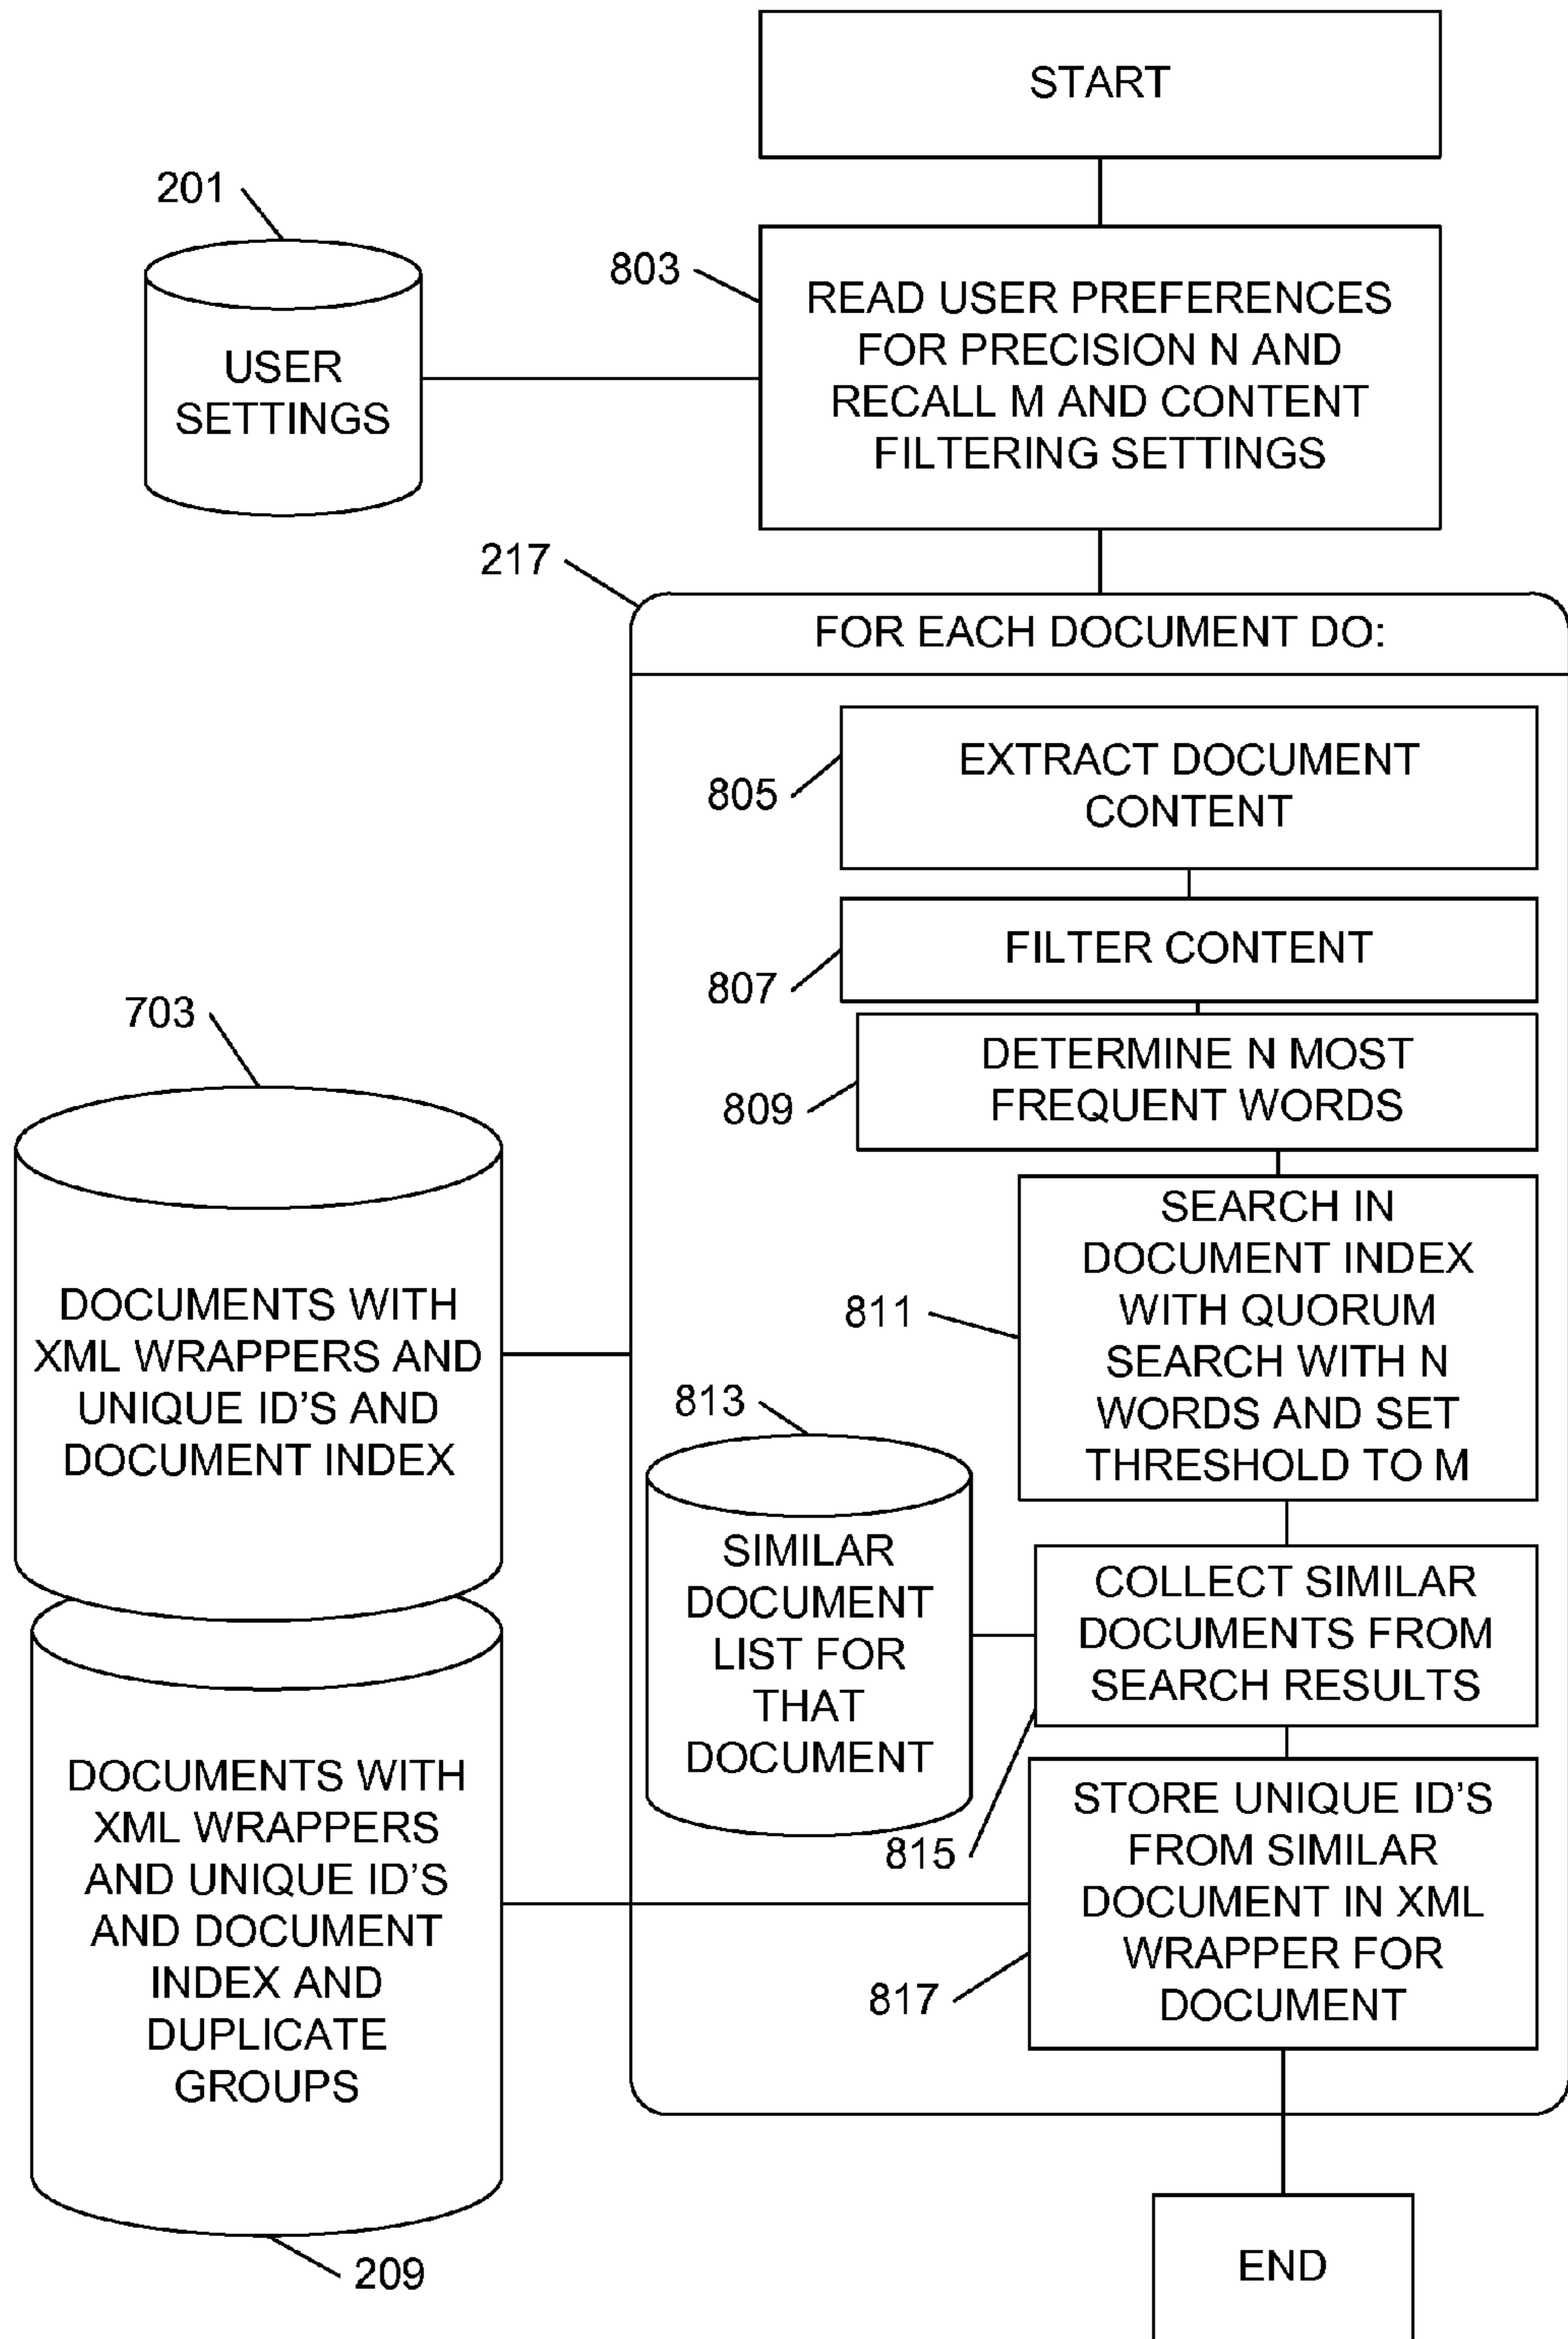 START
201
USER
SETTINGS
803
READ USER PREFERENCES
FOR PRECISION N AND
RECALL M AND CONTENT
FILTERING SETTINGS
217
FOR EACH DOCUMENT DO:
805
EXTRACT DOCUMENT
CONTENT
807
FILTER CONTENT
809
DETERMINE N MOST
FREQUENT WORDS
703
DOCUMENTS WITH
XML WRAPPERS AND
UNIQUE ID'S AND
DOCUMENT INDEX
811
SEARCH IN
DOCUMENT INDEX
WITH QUORUM
SEARCH WITH N
WORDS AND SET
THRESHOLD TO M
813
SIMILAR
DOCUMENT
LIST FOR
THAT
DOCUMENT
815
COLLECT SIMILAR
DOCUMENTS FROM
SEARCH RESULTS
DOCUMENTS WITH
XML WRAPPERS
AND UNIQUE ID'S
AND DOCUMENT
INDEX AND
DUPLICATE
GROUPS
209
817
STORE UNIQUE ID'S
FROM SIMILAR
DOCUMENT IN XML
WRAPPER FOR
DOCUMENT
END